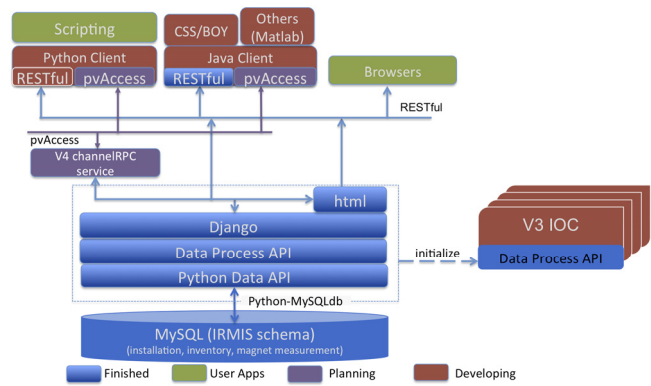 Scripting
CSS/BOY
Others
(Matlab)
Python Client
RESTful
pvAccess
Java Client
RESTful
pvAccess
Browsers
RESTful
pvAccess
V4 channelRPC
service
html
Django
Data Process API
Python Data API
initialize
V3 IOC
Data Process API
Python-MySQLdb
MySQL (IRMIS schema)
(installation, inventory, magnet measurement)
Finished
User Apps
Planning
Developing